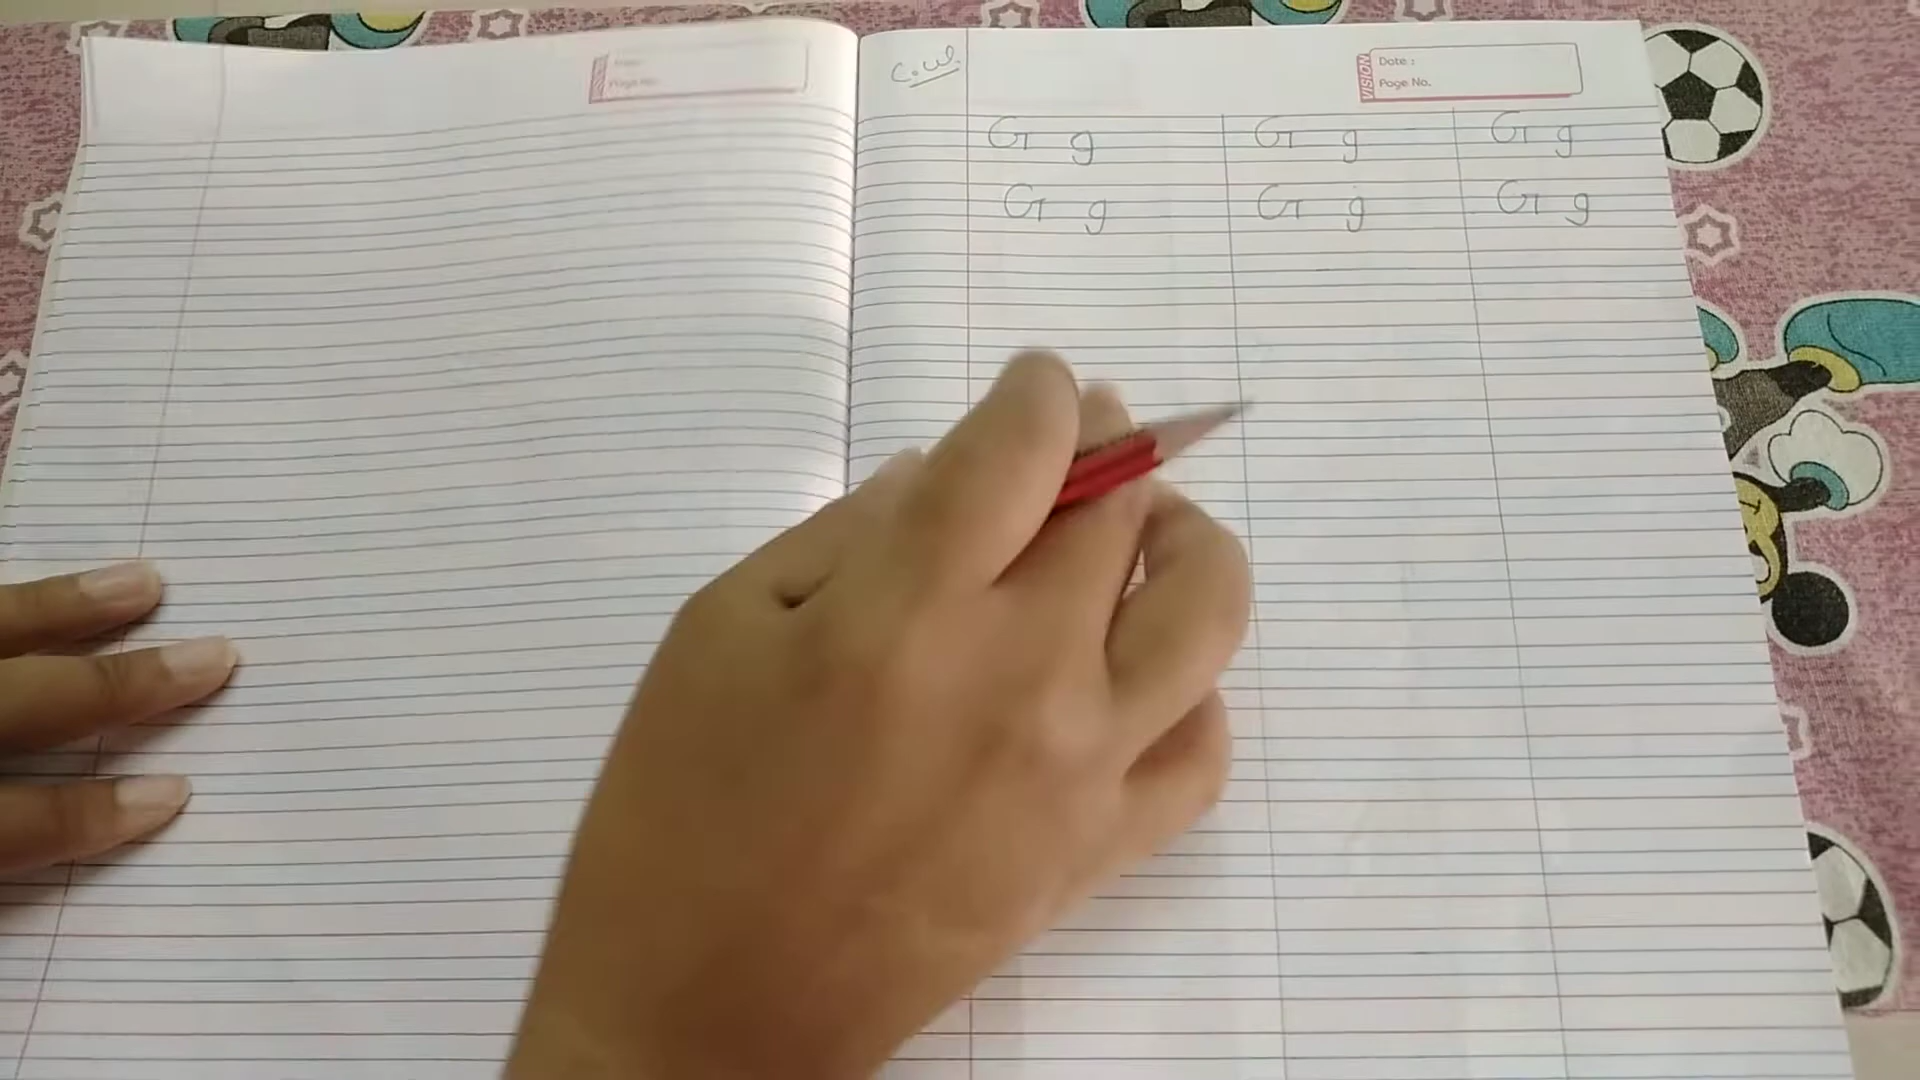 C.W.
VISION
Date :
Page No.
G g G g G g
G g G g G g